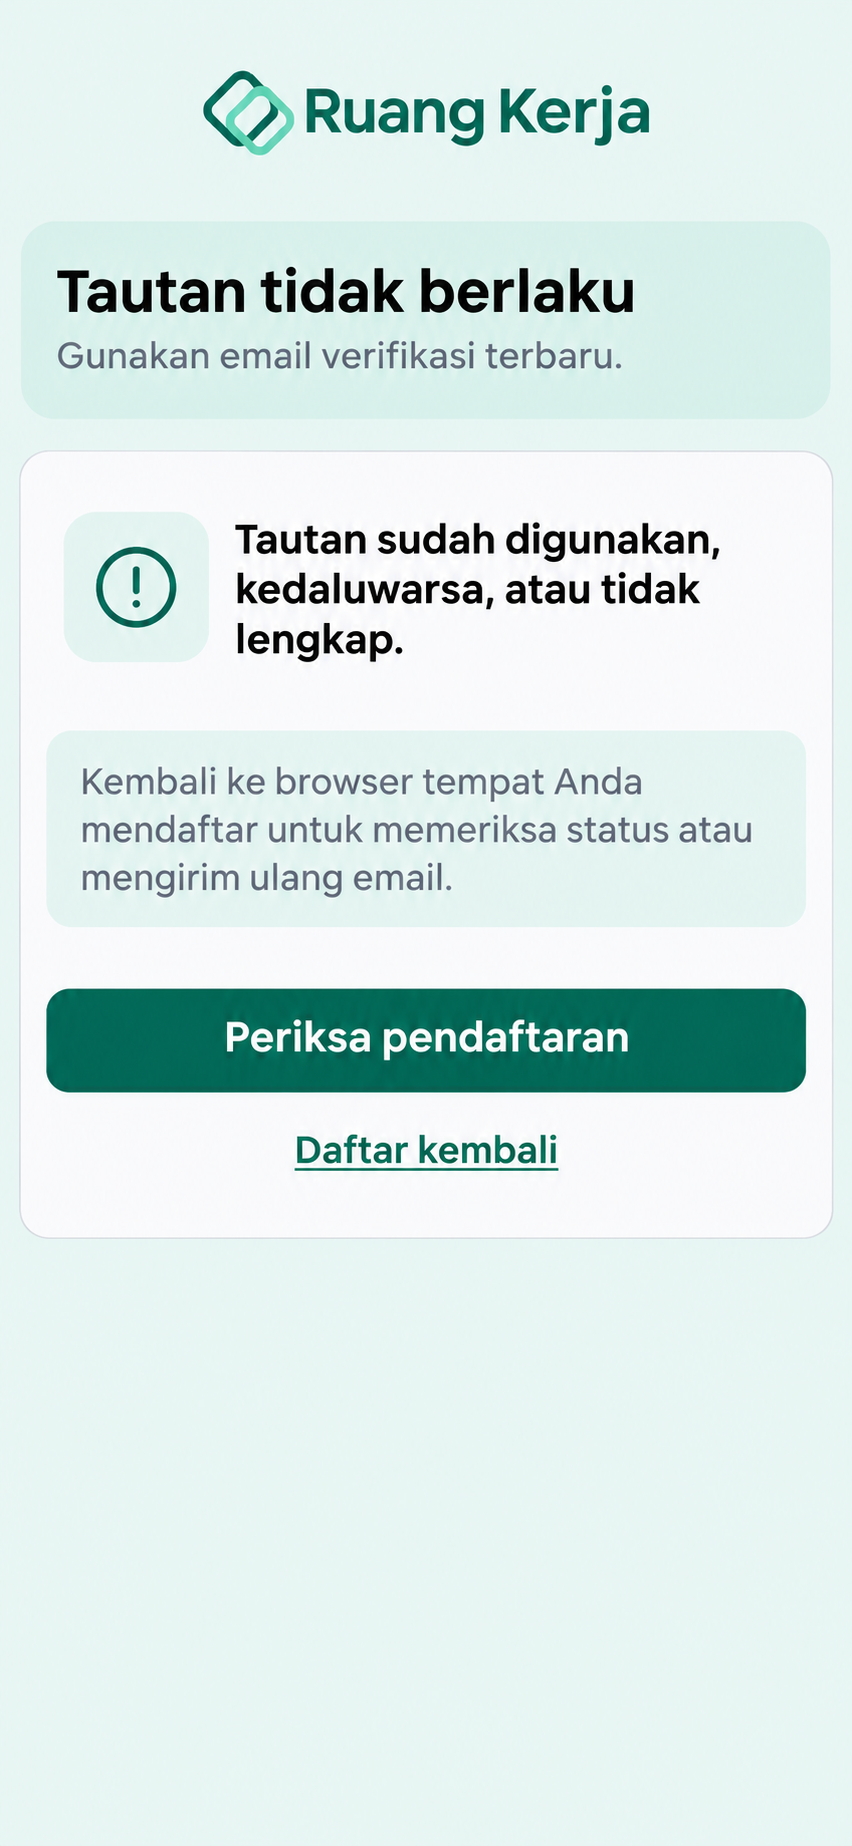 Ruang Kerja
Tautan tidak berlaku
Gunakan email verifikasi terbaru.
Tautan sudah digunakan,
kedaluwarsa, atau tidak
lengkap.
Kembali ke browser tempat Anda
mendaftar untuk memeriksa status atau
mengirim ulang email.
Periksa pendaftaran
Daftar kembali